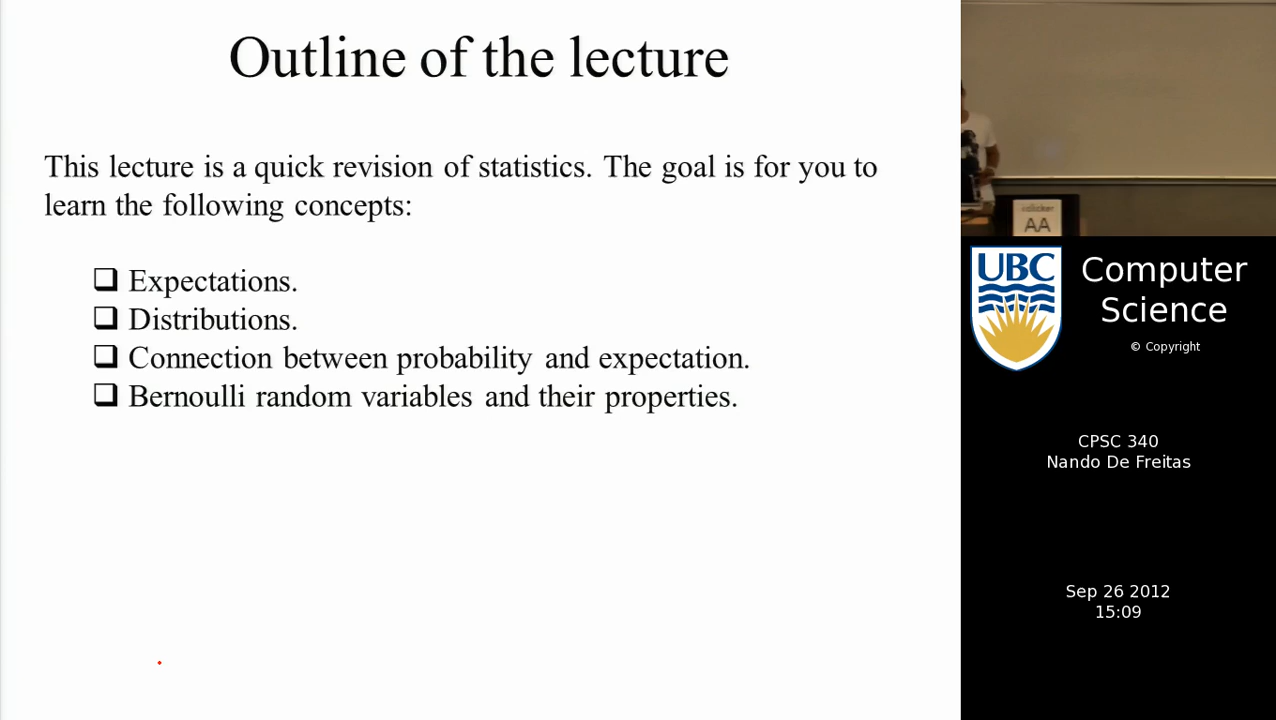 Outline of the lecture
This lecture is a quick revision of statistics. The goal is for you to
learn the following concepts:
❑ Expectations.
❑ Distributions.
❑ Connection between probability and expectation.
❑ Bernoulli random variables and their properties.
AA
UBC
Computer
Science
© Copyright
CPSC 340
Nando De Freitas
Sep 26 2012
15:09